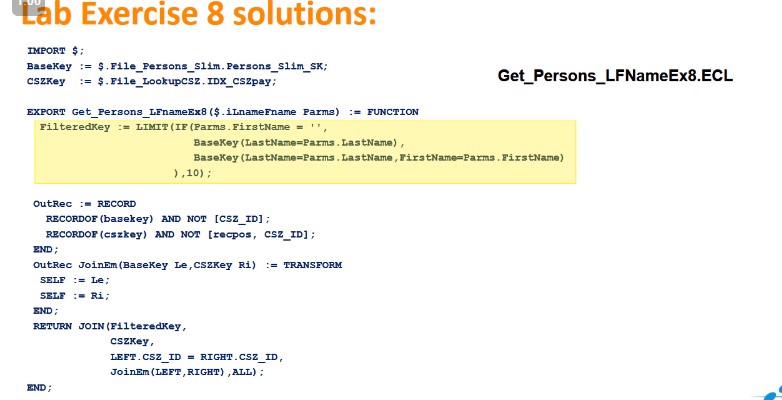 1:00
Lab Exercise 8 solutions:
IMPORT $;
BaseKey := $.File_Persons_Slim.Persons_Slim_SK;
CSZKey := $.File_LookupCSZ.IDX_CSZpay;
Get_Persons_LFNameEx8.ECL
EXPORT Get_Persons_LFnameEx8($.iLnameFname Parms) := FUNCTION
FilteredKey := LIMIT(IF(Parms.FirstName = '',
BaseKey(LastName=Parms.LastName),
BaseKey(LastName=Parms.LastName,FirstName=Parms.FirstName)
),10);
OutRec := RECORD
RECORDOF(basekey) AND NOT [CSZ_ID];
RECORDOF(cszkey) AND NOT [recpos, CSZ_ID];
END;
OutRec JoinEm(BaseKey Le,CSZKey Ri) := TRANSFORM
SELF := Le;
SELF := Ri;
END;
RETURN JOIN(FilteredKey,
CSZKey,
LEFT.CSZ_ID = RIGHT.CSZ_ID,
JoinEm(LEFT,RIGHT),ALL);
END;